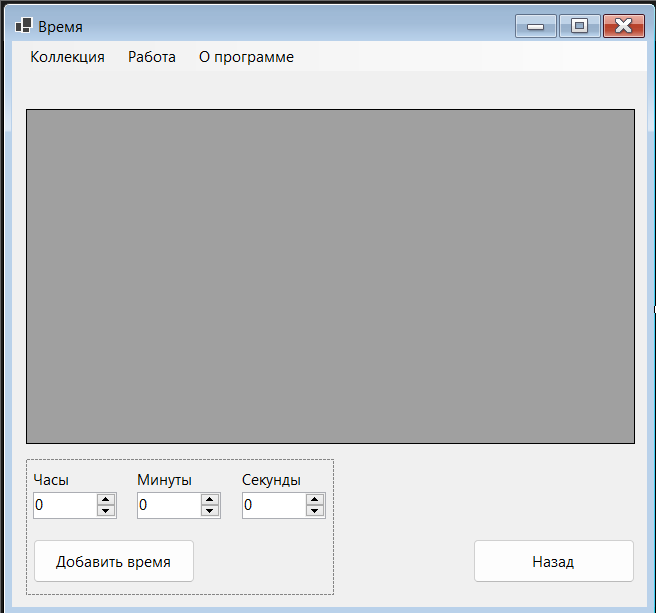 Время
Коллекция Работа О программе
Часы Минуты Секунды
0 0 0
Добавить время
Назад